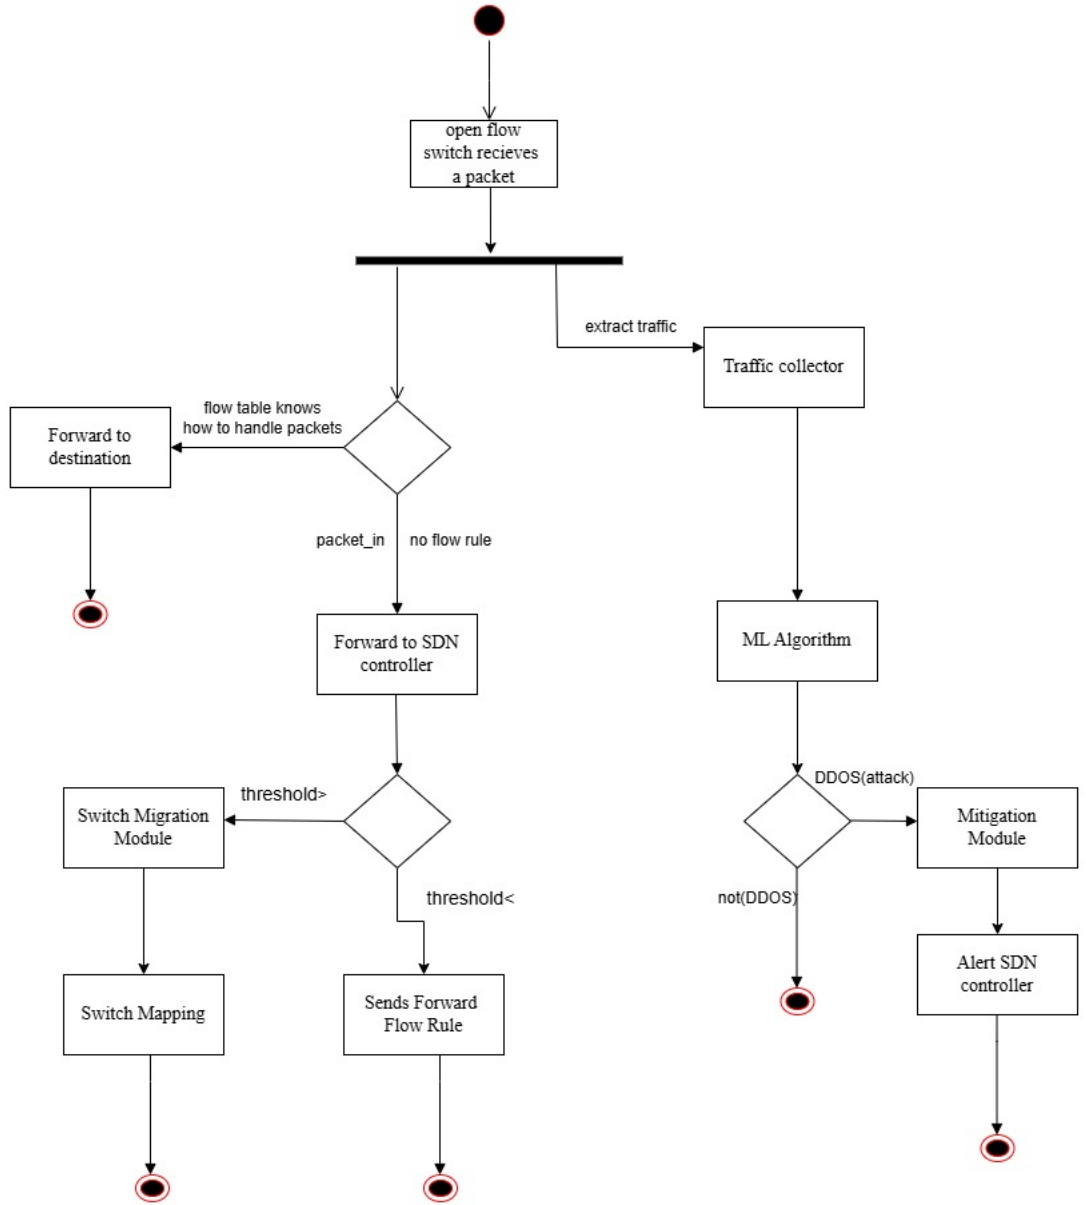 open flow
switch recieves
a packet
extract traffic
Traffic collector
flow table knows
how to handle packets
Forward to
destination
packet_in
no flow rule
Forward to SDN
controller
ML Algorithm
threshold>
Switch Migration
Module
threshold<
DDOS(attack)
Mitigation
Module
not(DDOS)
Switch Mapping
Sends Forward
Flow Rule
Alert SDN
controller